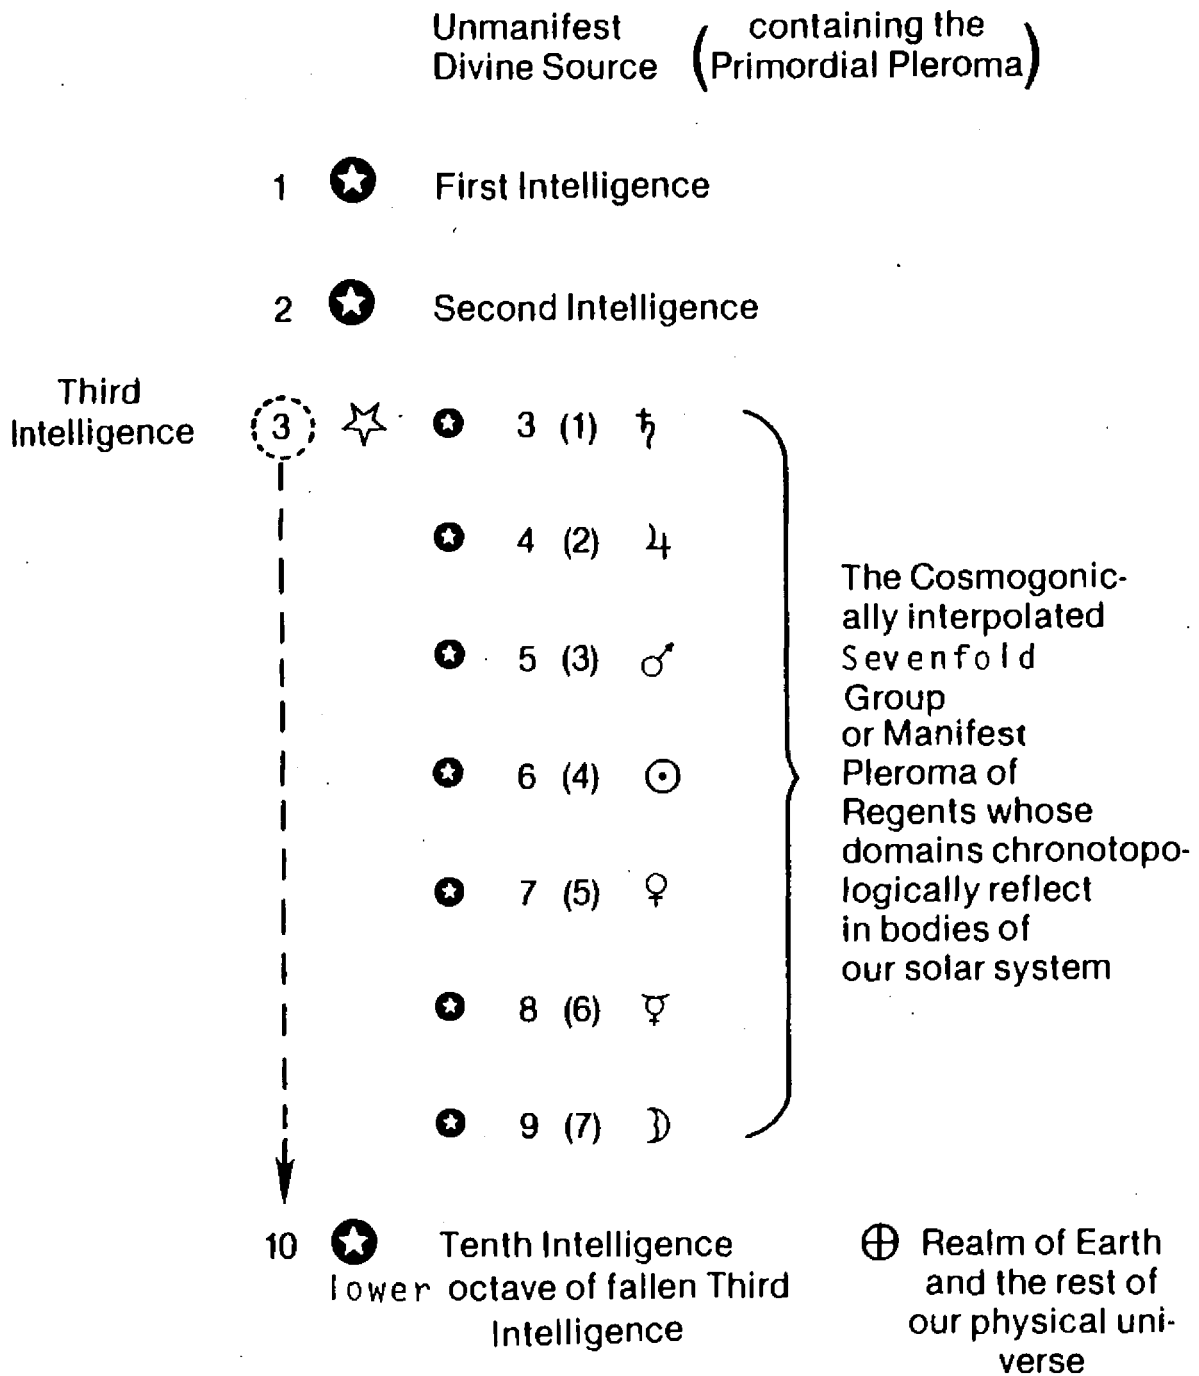 Unmanifest
Divine Source
(containing the
Primordial Pleroma)
1 First Intelligence
2 Second Intelligence
Third
Intelligence
3 3 (1) ♄
4 (2) ♃
5 (3) ♂
6 (4) ☉
7 (5) ♀
8 (6) ☿
9 (7) ☽
The Cosmogonic-
ally interpolated
Sevenfold
Group
or Manifest
Pleroma of
Regents whose
domains chronotopo-
logically reflect
in bodies of
our solar system
10 Tenth Intelligence
lower octave of fallen Third
Intelligence
⊕ Realm of Earth
and the rest of
our physical uni-
verse